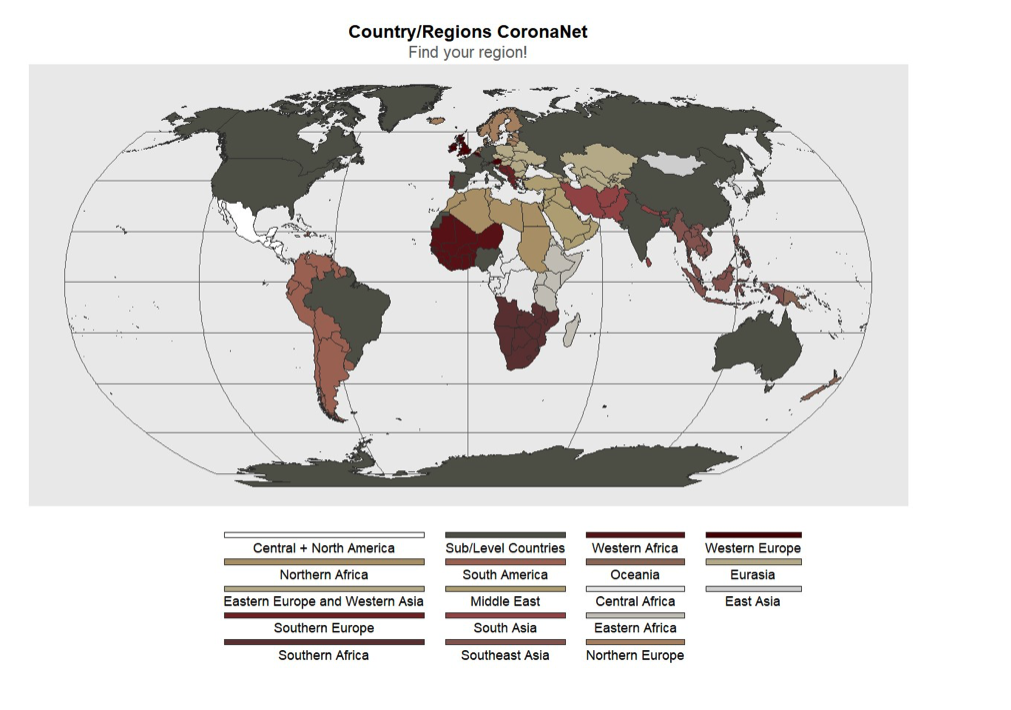 Country/Regions CoronaNet
Find your region!
Central + North America
Sub/Level Countries
Western Africa
Western Europe
Northern Africa
South America
Oceania
Eurasia
Eastern Europe and Western Asia
Middle East
Central Africa
East Asia
Southern Europe
South Asia
Eastern Africa
Southern Africa
Southeast Asia
Northern Europe